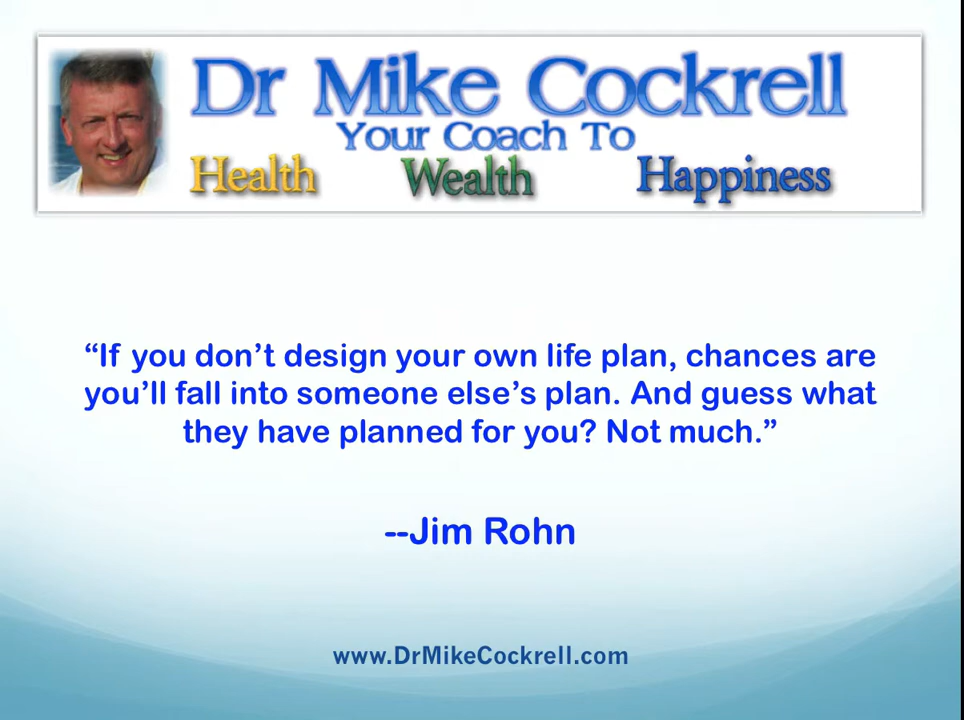 Dr Mike Cockrell
Your Coach To
Health Wealth Happiness
“If you don’t design your own life plan, chances are
you’ll fall into someone else’s plan. And guess what
they have planned for you? Not much.”
--Jim Rohn
www.DrMikeCockrell.com